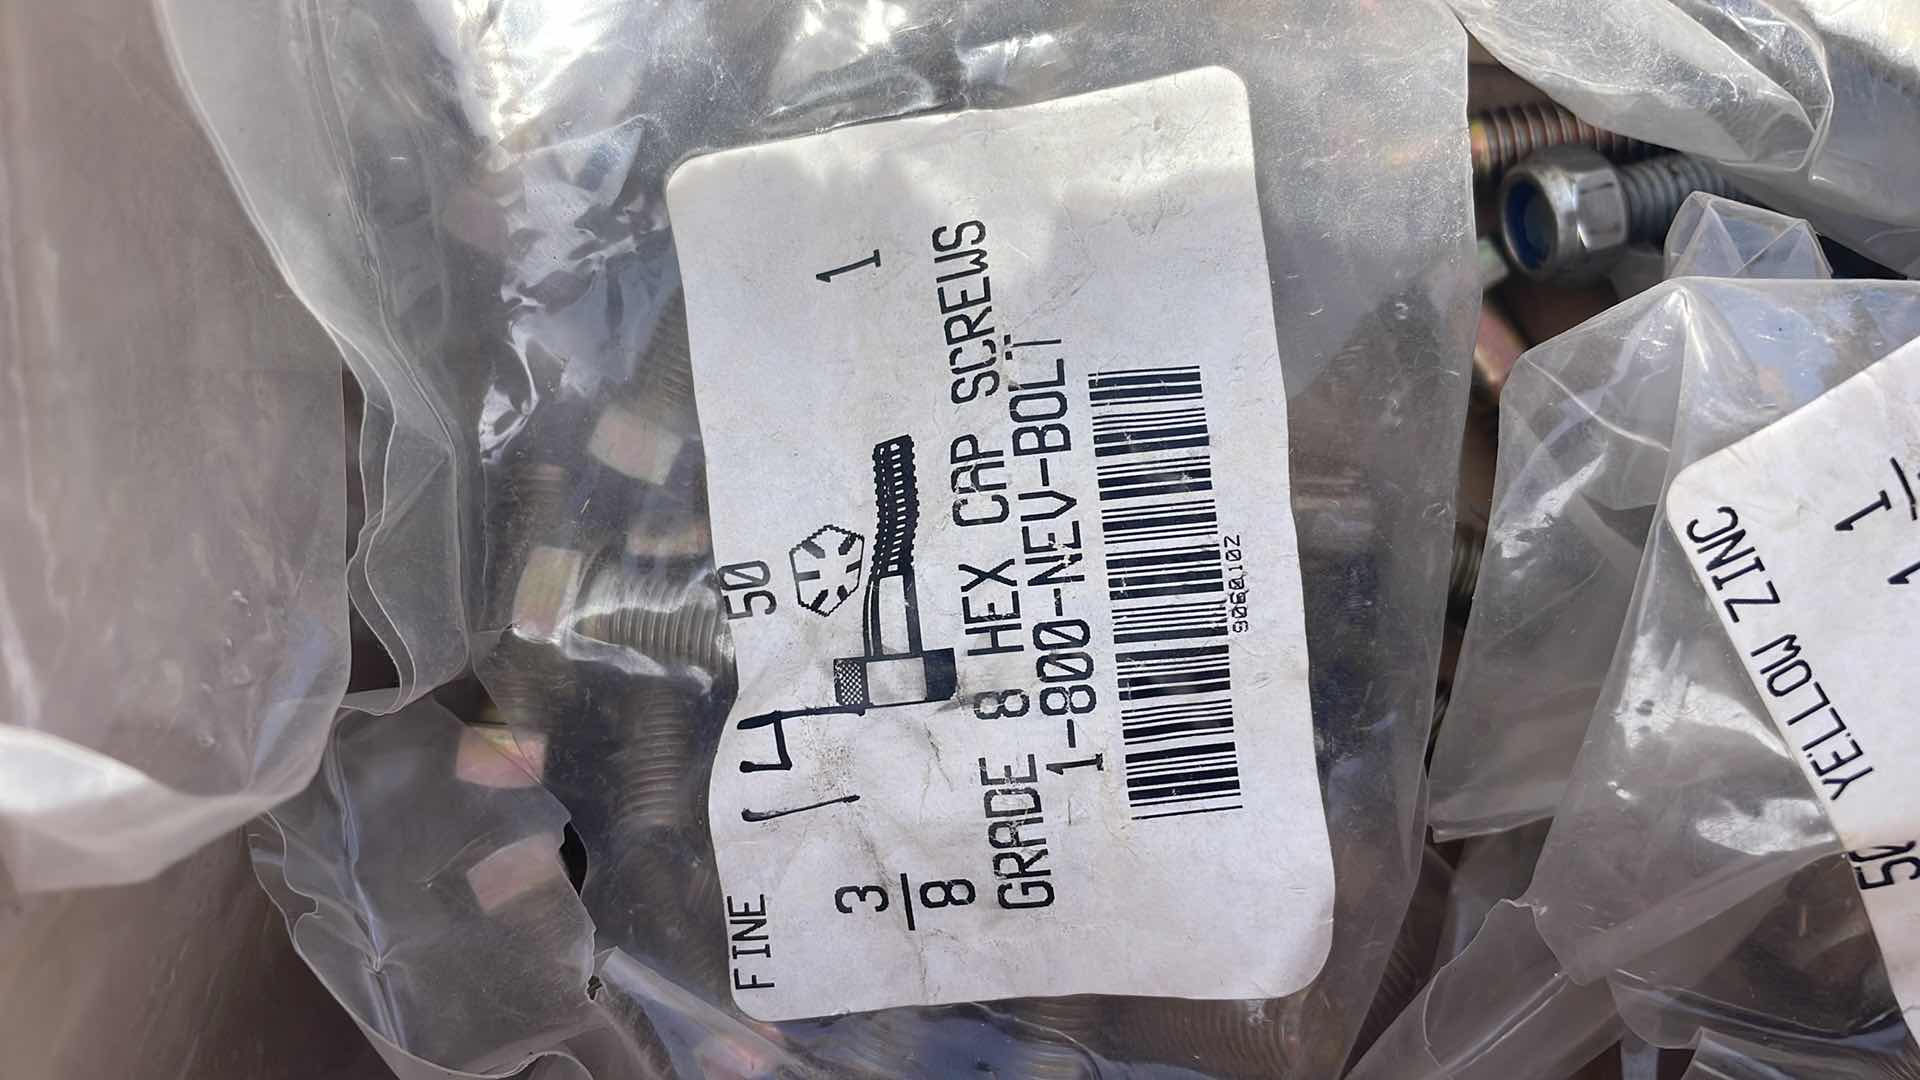 FINE 50
14
3/8 1
GRADE 8 HEX CAP SCREWS
1-800-NEV-BOLT
9060102
YELLOW ZINC
1
1
50